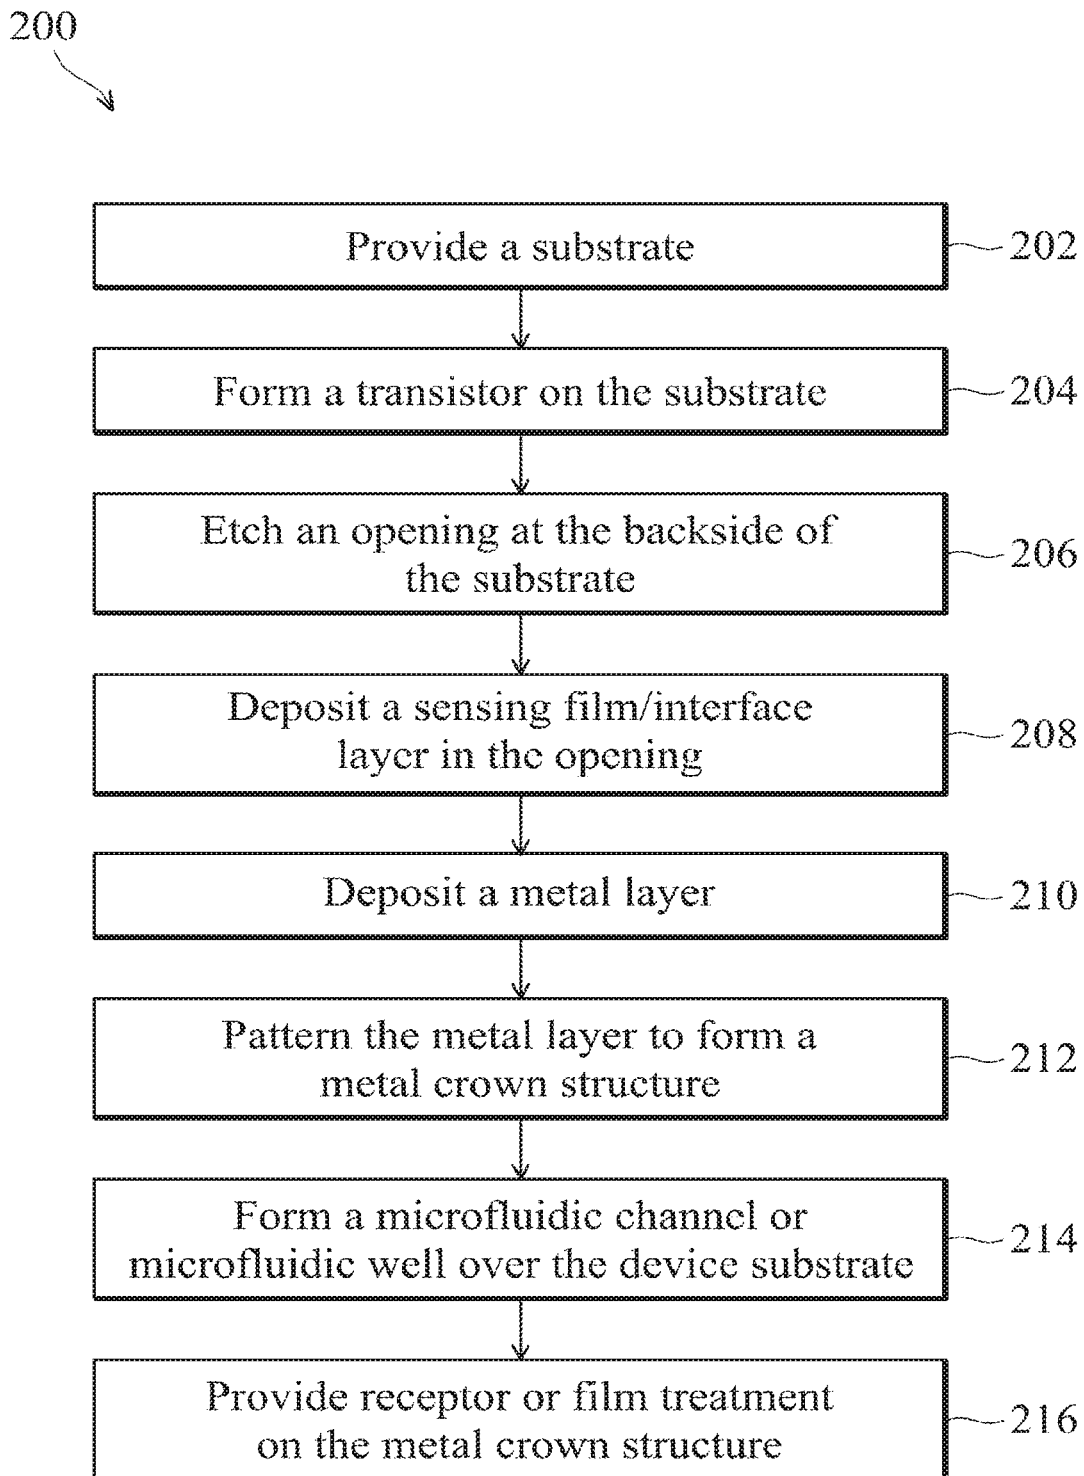 200
Provide a substrate
202
Form a transistor on the substrate
204
Etch an opening at the backside of
the substrate
206
Deposit a sensing film/interface
layer in the opening
208
Deposit a metal layer
210
Pattern the metal layer to form a
metal crown structure
212
Form a microfluidic channel or
microfluidic well over the device substrate
214
Provide receptor or film treatment
on the metal crown structure
216